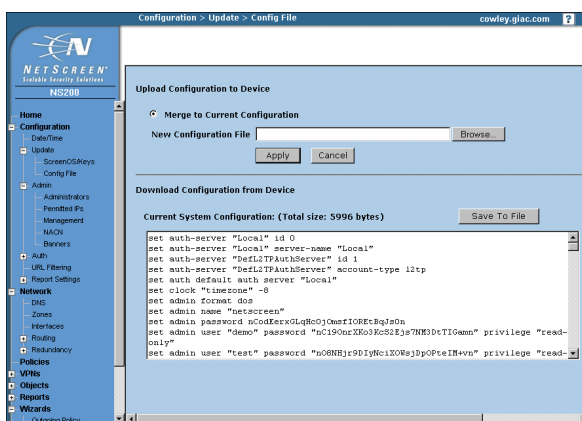 Configuration > Update > Config File
cowley.giac.com
?
NETSCREEN
Scalable Security Solutions
NS200
Home
Configuration
Date/Time
Update
ScreenOS/Keys
Config File
Admin
Administrators
Permitted IPs
Management
NACN
Banners
Auth
URL Filtering
Report Settings
Network
DNS
Zones
Interfaces
Routing
Redundancy
Policies
VPNs
Objects
Reports
Wizards
Outgoing Policy
Upload Configuration to Device
Merge to Current Configuration
New Configuration File
Browse...
Apply
Cancel
Download Configuration from Device
Current System Configuration: (Total size: 5996 bytes)
Save To File
set auth-server "Local" id 0
set auth-server "Local" server-name "Local"
set auth-server "DefL2TPAuthServer" id 1
set auth-server "DefL2TPAuthServer" account-type l2tp
set auth default auth server "Local"
set clock "timezone" -8
set admin format dos
set admin name "netscreen"
set admin password nCodEerxGLqHcOjOmsfIOREtBqJsOn
set admin user "demo" password "nCi9OnrXKo3KcS2Ejs7NM3DtTIGamn" privilege "read-
only"
set admin user "test" password "nO8NHjr9DIyNciXOWsjDpOPteIM+vn" privilege "read-